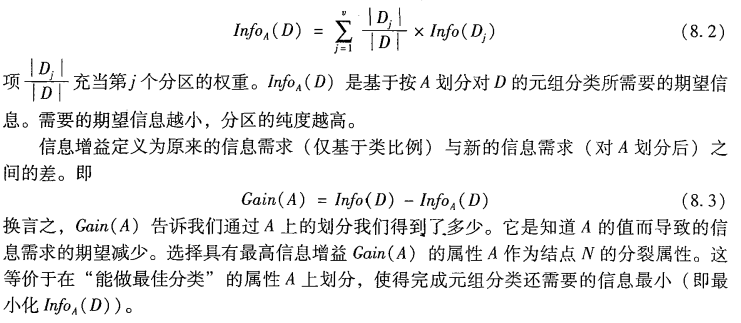 Info_A(D) = \sum_{j=1}^{v} \frac{|D_j|}{|D|} × Info(D_j) (8.2)
项 \frac{|D_j|}{|D|} 充当第 j 个分区的权重。Info_A(D) 是基于按 A 划分对 D 的元组分类所需要的期望信
息。需要的期望信息越小，分区的纯度越高。
信息增益定义为原来的信息需求（仅基于类比例）与新的信息需求（对 A 划分后）之
间的差。即
Gain(A) = Info(D) - Info_A(D) (8.3)
换言之，Gain(A) 告诉我们通过 A 上的划分我们得到了多少。它是知道 A 的值而导致的信
息需求的期望减少。选择具有最高信息增益 Gain(A) 的属性 A 作为结点 N 的分裂属性。这
等价于在“能做最佳分类”的属性 A 上划分，使得完成元组分类还需要的信息最小（即最
小化 Info_A(D)）。